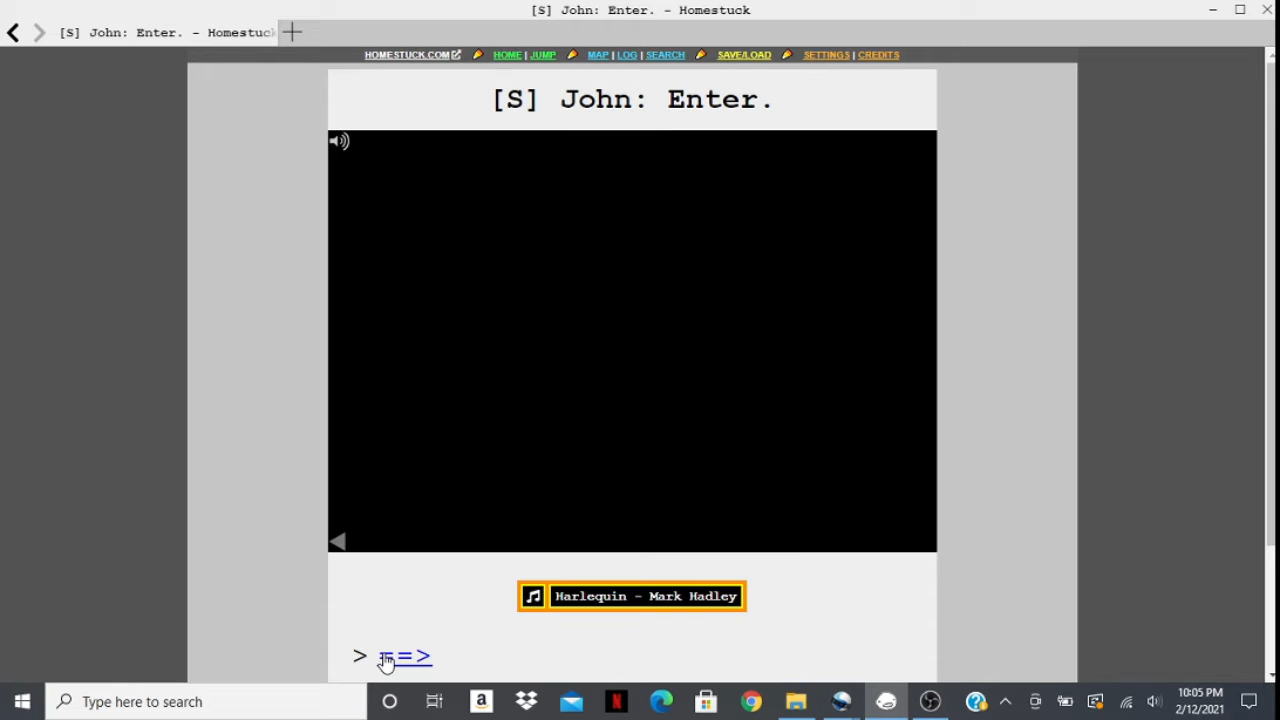 [S] John: Enter. - Homestuck
[S] John: Enter. - Homestuc
HOMESTUCK.COM HOME | JUMP MAP | LOG | SEARCH SAVE/LOAD SETTINGS | CREDITS
[S] John: Enter.
Harlequin - Mark Hadley
> ==>
Type here to search
10:05 PM
2/12/2021